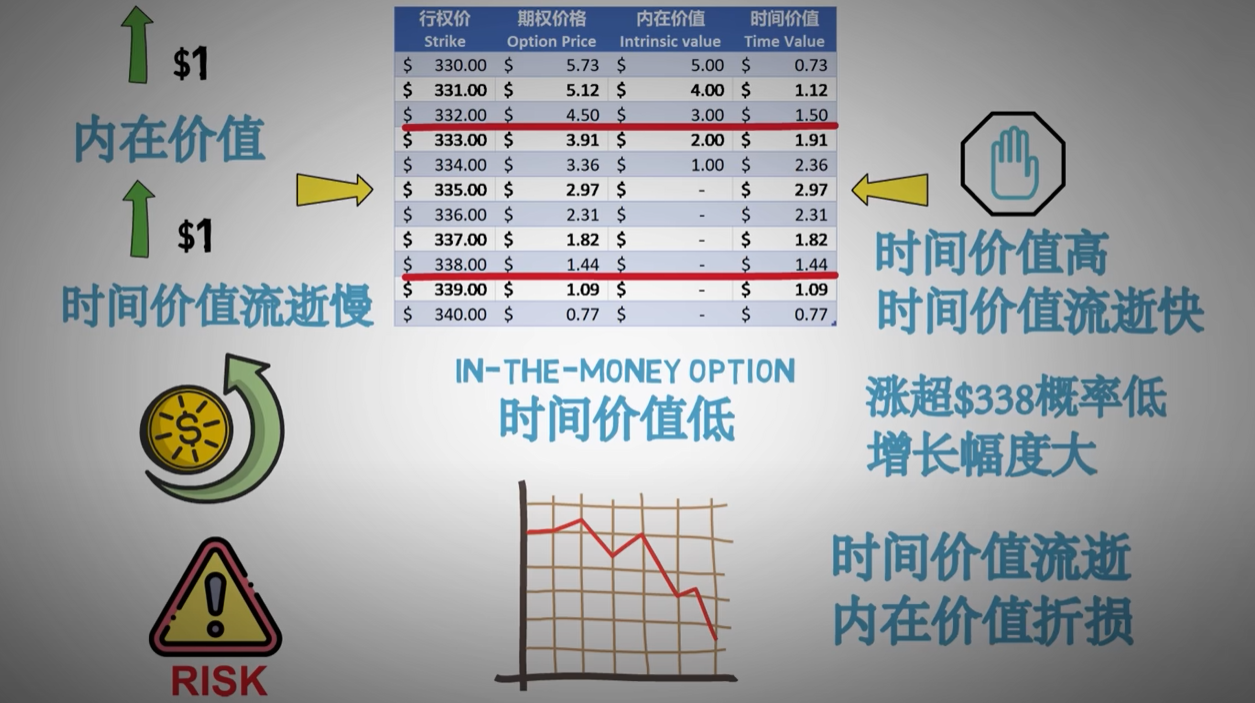 $1
内在价值
$1
时间价值流逝慢
RISK
行权价 期权价格 内在价值 时间价值
Strike Option Price Intrinsic value Time Value
$ 330.00 $ 5.73 $ 5.00 $ 0.73
$ 331.00 $ 5.12 $ 4.00 $ 1.12
$ 332.00 $ 4.50 $ 3.00 $ 1.50
$ 333.00 $ 3.91 $ 2.00 $ 1.91
$ 334.00 $ 3.36 $ 1.00 $ 2.36
$ 335.00 $ 2.97 $ - $ 2.97
$ 336.00 $ 2.31 $ - $ 2.31
$ 337.00 $ 1.82 $ - $ 1.82
$ 338.00 $ 1.44 $ - $ 1.44
$ 339.00 $ 1.09 $ - $ 1.09
$ 340.00 $ 0.77 $ - $ 0.77
IN-THE-MONEY OPTION
时间价值低
时间价值高
时间价值流逝快
涨超$338概率低
增长幅度大
时间价值流逝
内在价值折损